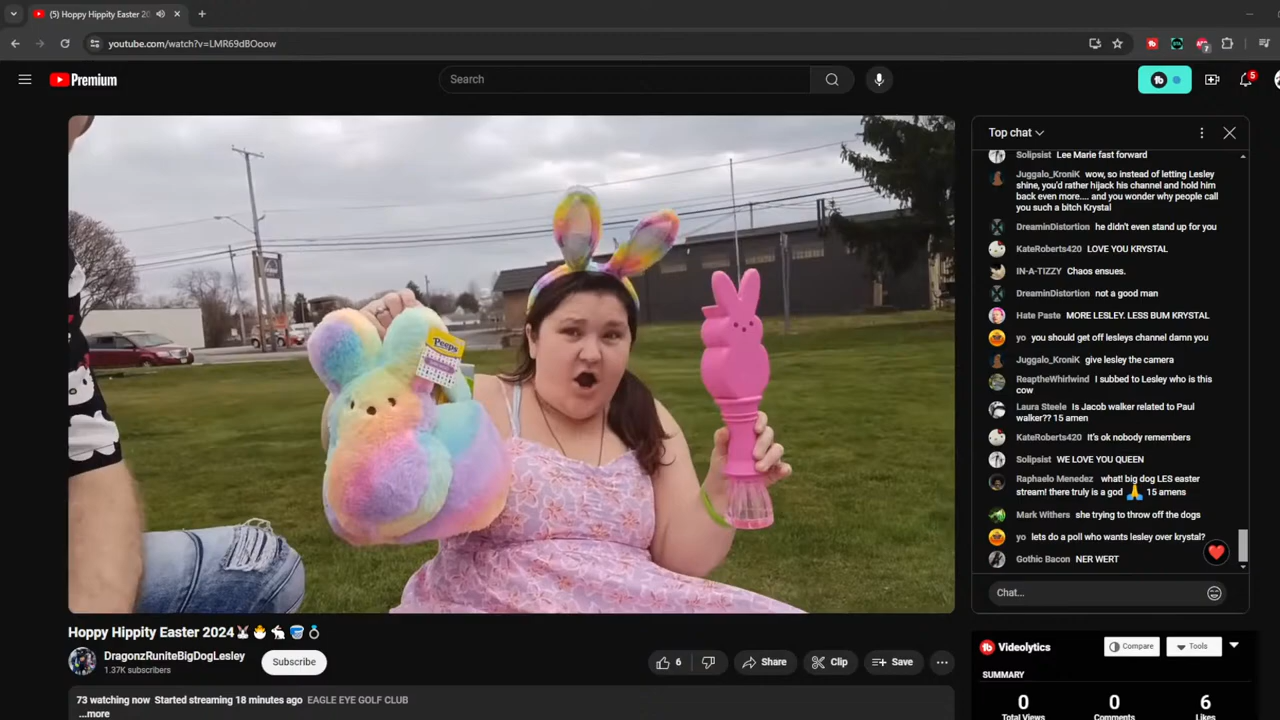 (5) Hoppy Hippity Easter 20
youtube.com/watch?v=LMR69dBOoow
7
Premium
Search
5
Peeps
Top chat
Solipsist Lee Marie fast forward
Juggalo_KroniK wow, so instead of letting Lesley
shine, you'd rather hijack his channel and hold him
back even more.... and you wonder why people call
you such a bitch Krystal
DreaminDistortion he didn't even stand up for you
KateRoberts420 LOVE YOU KRYSTAL
IN-A-TIZZY Chaos ensues.
DreaminDistortion not a good man
Hate Paste MORE LESLEY. LESS BUM KRYSTAL
yo you should get off lesleys channel damn you
Juggalo_KroniK give lesley the camera
ReaptheWhirlwind I subbed to Lesley who is this
cow
Laura Steele Is Jacob walker related to Paul
walker?? 15 amen
KateRoberts420 It's ok nobody remembers
Solipsist WE LOVE YOU QUEEN
Raphaelo Menedez what! big dog LES easter
stream! there truly is a god 🙏 15 amens
Mark Withers she trying to throw off the dogs
yo lets do a poll who wants lesley over krystal?
Gothic Bacon NER WERT
Chat...
Hoppy Hippity Easter 2024🐰🐣🐇🪣💍
DragonzRuniteBigDogLesley
1.37K subscribers
Subscribe
6
Share
Clip
Save
73 watching now Started streaming 18 minutes ago EAGLE EYE GOLF CLUB
...more
Videolytics
Compare
Tools
SUMMARY
0
0
6
Total Views
Comments
Likes